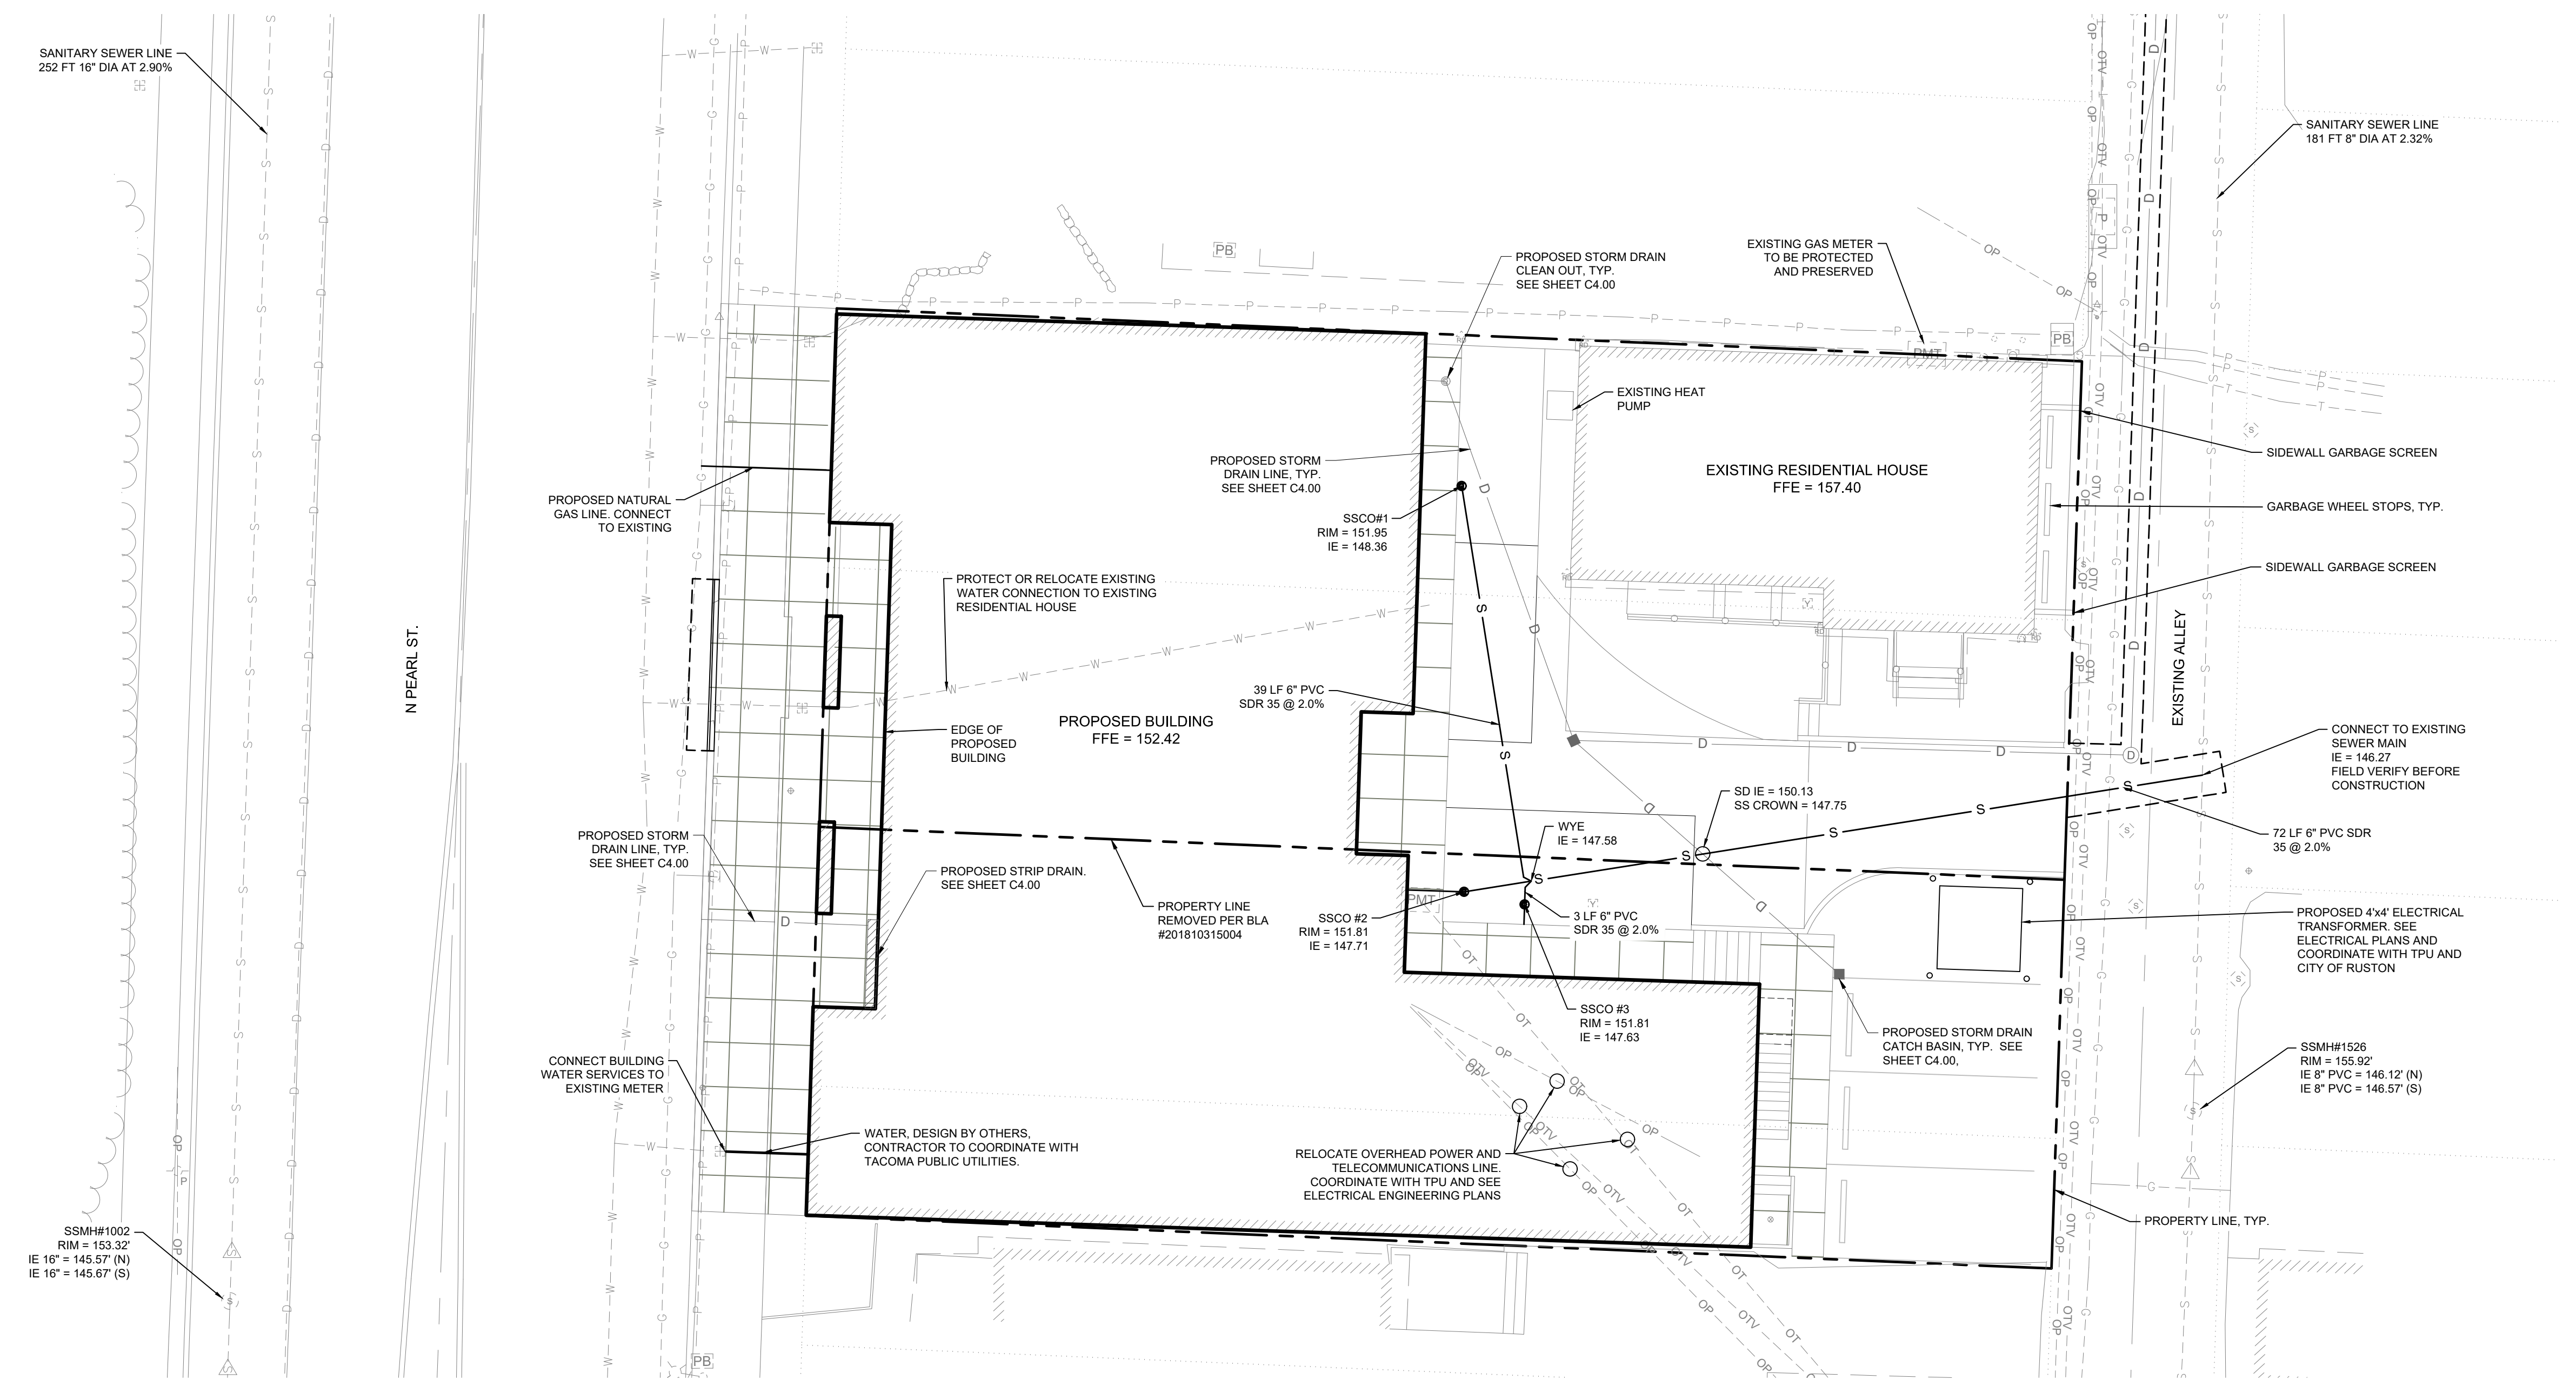 SANITARY SEWER LINE
252 FT 16" DIA AT 2.90%
SANITARY SEWER LINE
181 FT 8" DIA AT 2.32%
PROPOSED STORM DRAIN
CLEAN OUT, TYP.
SEE SHEET C4.00
EXISTING GAS METER
TO BE PROTECTED
AND PRESERVED
EXISTING HEAT
PUMP
PROPOSED STORM
DRAIN LINE, TYP.
SEE SHEET C4.00
EXISTING RESIDENTIAL HOUSE
FFE = 157.40
SIDEWALL GARBAGE SCREEN
GARBAGE WHEEL STOPS, TYP.
SIDEWALL GARBAGE SCREEN
PROPOSED NATURAL
GAS LINE. CONNECT
TO EXISTING
SSCO#1
RIM = 151.95
IE = 148.36
PROTECT OR RELOCATE EXISTING
WATER CONNECTION TO EXISTING
RESIDENTIAL HOUSE
N PEARL ST.
EXISTING ALLEY
39 LF 6" PVC
SDR 35 @ 2.0%
PROPOSED BUILDING
FFE = 152.42
EDGE OF
PROPOSED
BUILDING
CONNECT TO EXISTING
SEWER MAIN
IE = 146.27
FIELD VERIFY BEFORE
CONSTRUCTION
SD IE = 150.13
SS CROWN = 147.75
WYE
IE = 147.58
72 LF 6" PVC SDR
35 @ 2.0%
PROPOSED STORM
DRAIN LINE, TYP.
SEE SHEET C4.00
PROPOSED STRIP DRAIN.
SEE SHEET C4.00
PROPERTY LINE
REMOVED PER BLA
#201810315004
SSCO #2
RIM = 151.81
IE = 147.71
3 LF 6" PVC
SDR 35 @ 2.0%
PROPOSED 4'x4' ELECTRICAL
TRANSFORMER. SEE
ELECTRICAL PLANS AND
COORDINATE WITH TPU AND
CITY OF RUSTON
SSCO #3
RIM = 151.81
IE = 147.63
PROPOSED STORM DRAIN
CATCH BASIN, TYP. SEE
SHEET C4.00,
SSMH#1526
RIM = 155.92'
IE 8" PVC = 146.12' (N)
IE 8" PVC = 146.57' (S)
CONNECT BUILDING
WATER SERVICES TO
EXISTING METER
WATER, DESIGN BY OTHERS,
CONTRACTOR TO COORDINATE WITH
TACOMA PUBLIC UTILITIES.
RELOCATE OVERHEAD POWER AND
TELECOMMUNICATIONS LINE.
COORDINATE WITH TPU AND SEE
ELECTRICAL ENGINEERING PLANS
PROPERTY LINE, TYP.
SSMH#1002
RIM = 153.32'
IE 16" = 145.57' (N)
IE 16" = 145.67' (S)
PB
PB
PB
PMT
PMT